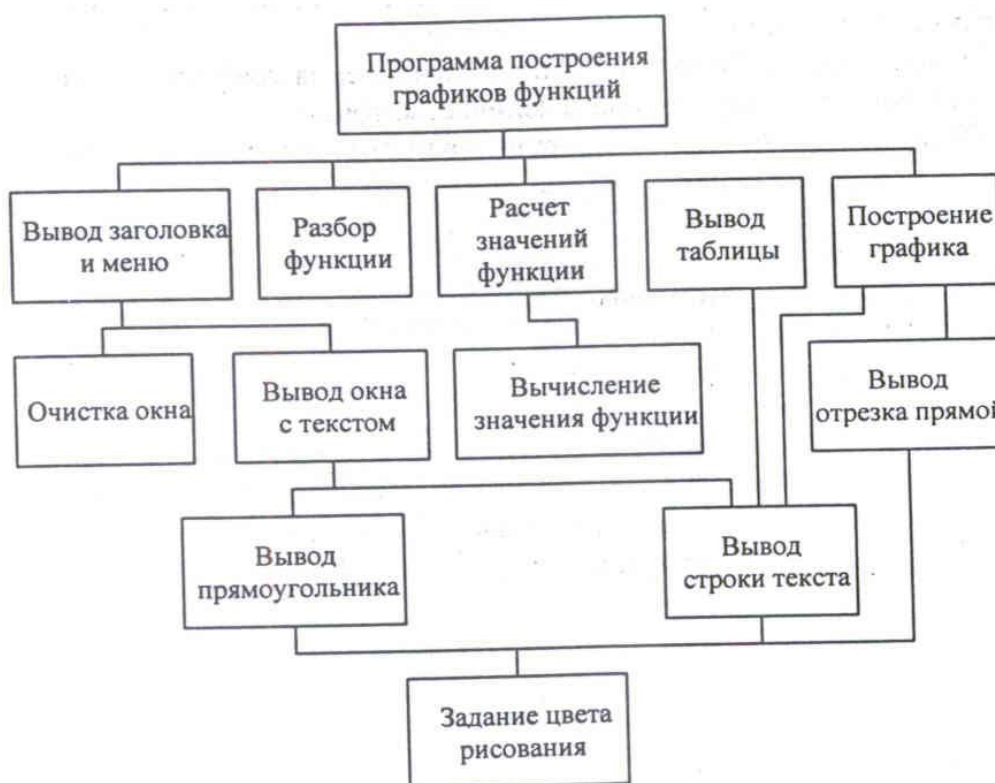 Программа построения
графиков функций
Вывод заголовка
и меню
Разбор
функции
Расчет
значений
функции
Вывод
таблицы
Построение
графика
Очистка окна
Вывод окна
с текстом
Вычисление
значения функции
Вывод
отрезка прямой
Вывод
прямоугольника
Вывод
строки текста
Задание цвета
рисования